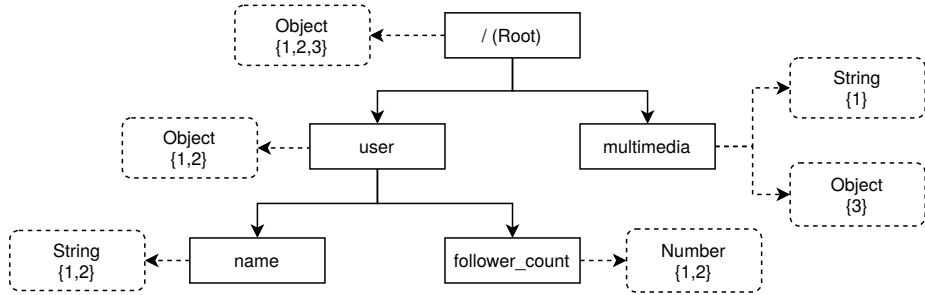 Object
{1,2,3}
/ (Root)
String
{1}
Object
{1,2}
user
multimedia
Object
{3}
String
{1,2}
name
follower_count
Number
{1,2}